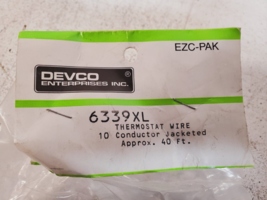 EZC-PAK
DEVCO
ENTERPRISES INC.
6339XL
THERMOSTAT WIRE
10 Conductor Jacketed
Approx. 40 Ft.